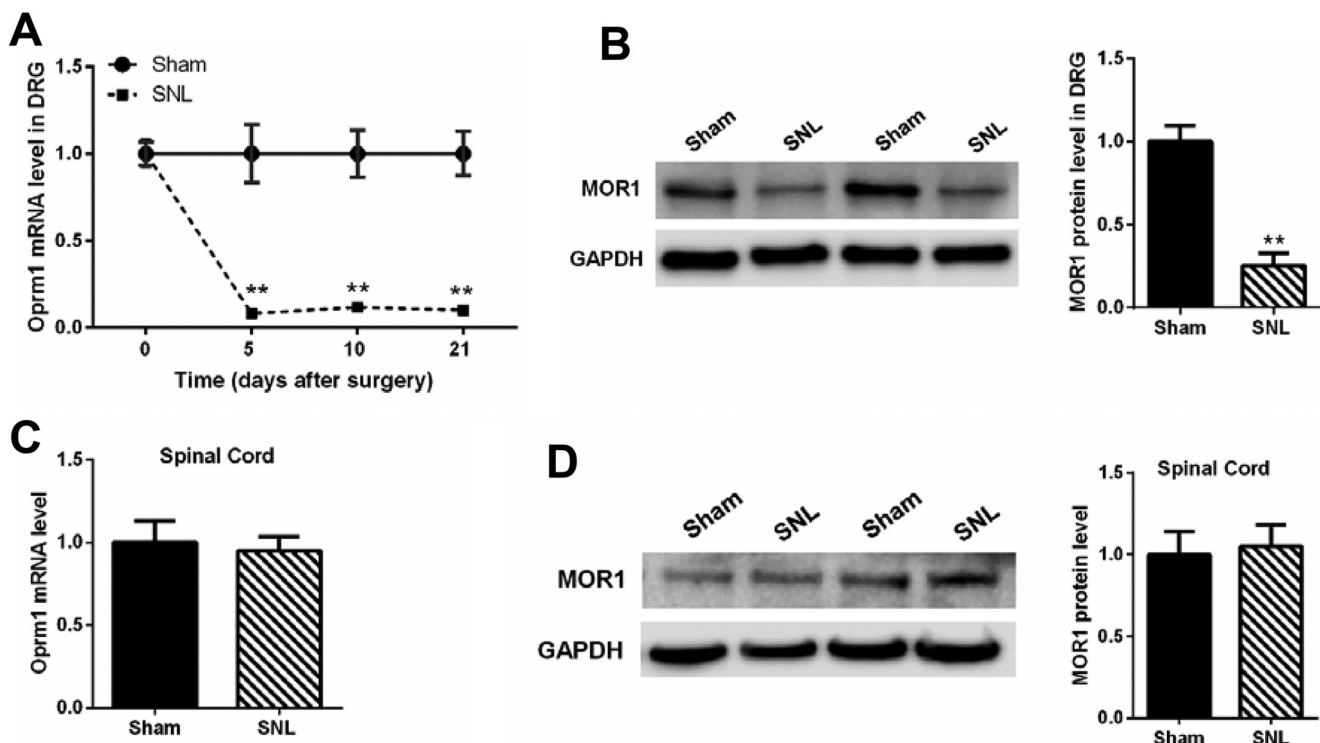 A
Oprm1 mRNA level in DRG
1.5
1.0
0.5
0.0
Sham
SNL
** ** **
0 5 10 21
Time (days after surgery)
B
Sham SNL Sham SNL
MOR1
GAPDH
MOR1 protein level in DRG
1.5
1.0
0.5
0.0
**
Sham SNL
C
Spinal Cord
Oprm1 mRNA level
1.5
1.0
0.5
0.0
Sham SNL
D
Sham SNL Sham SNL
MOR1
GAPDH
Spinal Cord
MOR1 protein level
1.5
1.0
0.5
0.0
Sham SNL